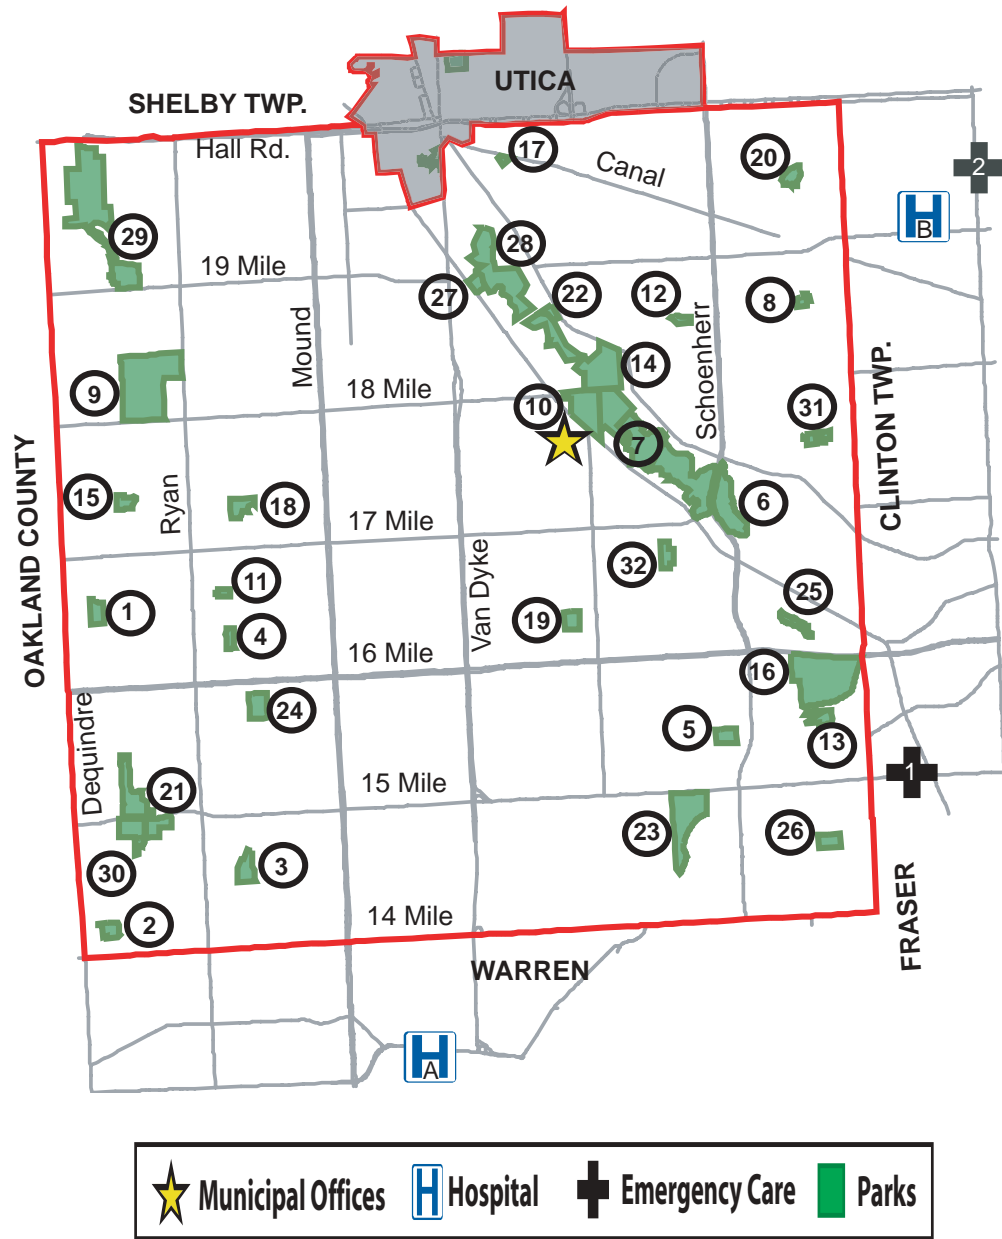 UTICA
SHELBY TWP.
Hall Rd.
17
Canal
20
2
B
29
28
19 Mile
27
22
12
8
Mound
Schoenherr
14
18 Mile
9
10
31
CLINTON TWP.
7
OAKLAND COUNTY
15
Ryan
18
17 Mile
6
Van Dyke
32
11
25
1
4
19
16 Mile
16
24
5
13
Dequindre
15 Mile
1
21
23
26
30
3
14 Mile
2
FRASER
WARREN
A
Municipal Offices
H Hospital
Emergency Care
Parks